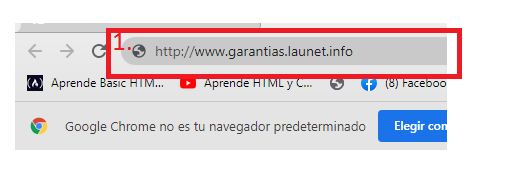 1.
http://www.garantias.launet.info
Aprende Basic HTM... Aprende HTML y C... (8) Faceboo
Google Chrome no es tu navegador predeterminado Elegir con